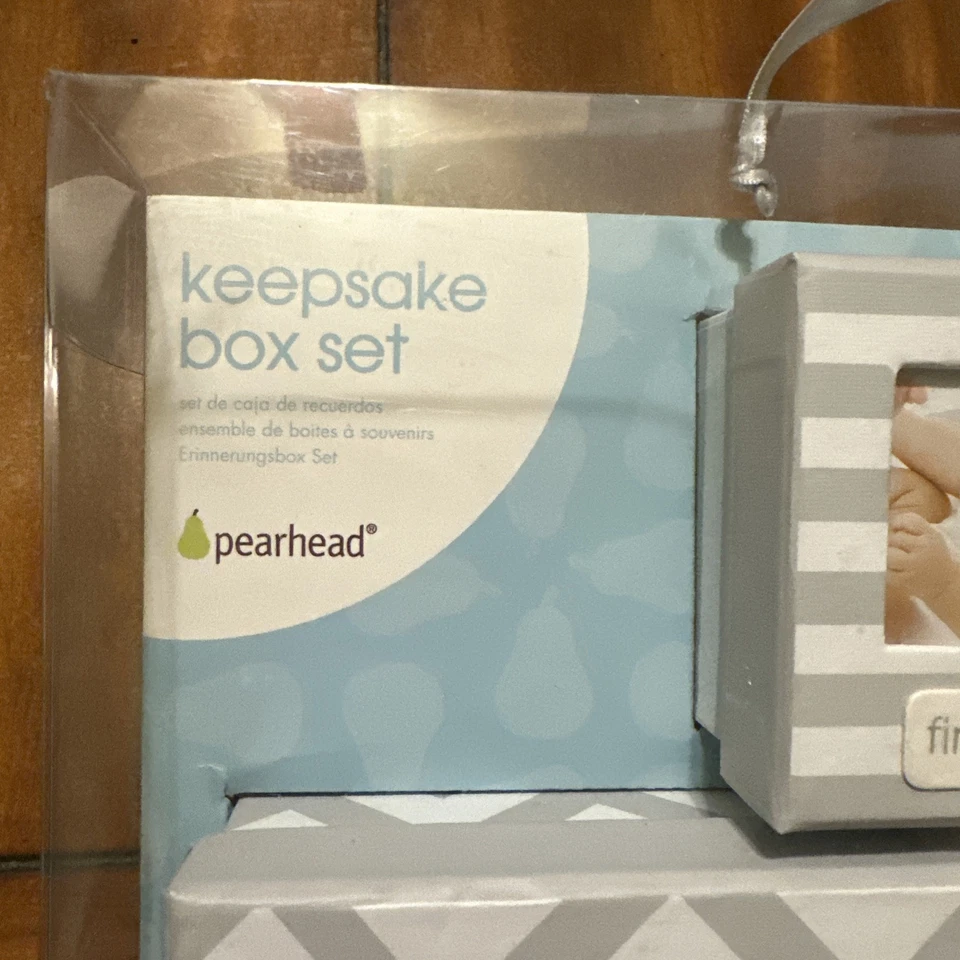 keepsake
box set
set de caja de recuerdos
ensemble de boites à souvenirs
Erinnerungsbox Set
pearhead®